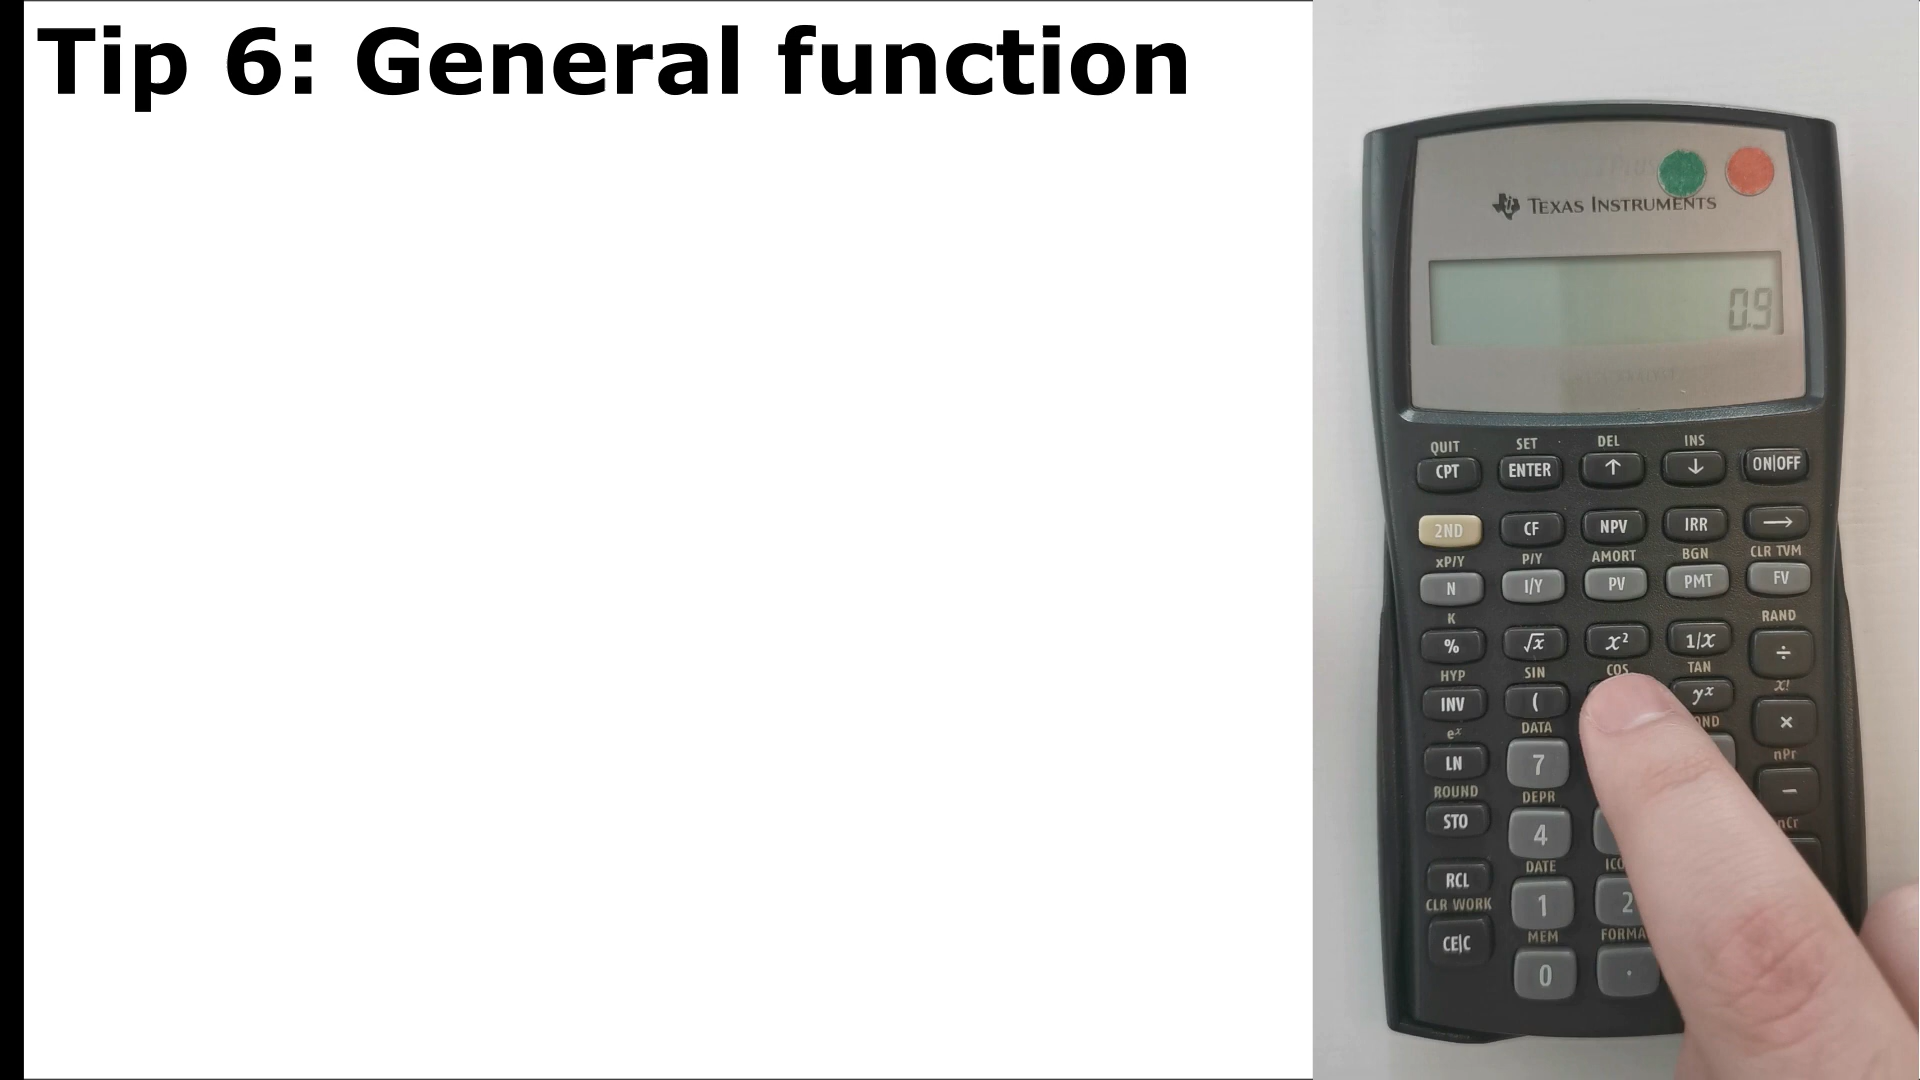 Tip 6: General function
TEXAS INSTRUMENTS
0.9
QUIT SET DEL INS
CPT ENTER ↑ ↓ ON|OFF
2ND CF NPV IRR →
xP/Y P/Y AMORT BGN CLR TVM
N I/Y PV PMT FV
K RAND
% √x x² 1/x ÷
HYP SIN COS TAN x!
INV ( yˣ ×
eˣ DATA nPr
LN 7 −
ROUND DEPR nCr
STO 4
DATE
RCL 1 2
CLR WORK MEM
CE|C 0 .